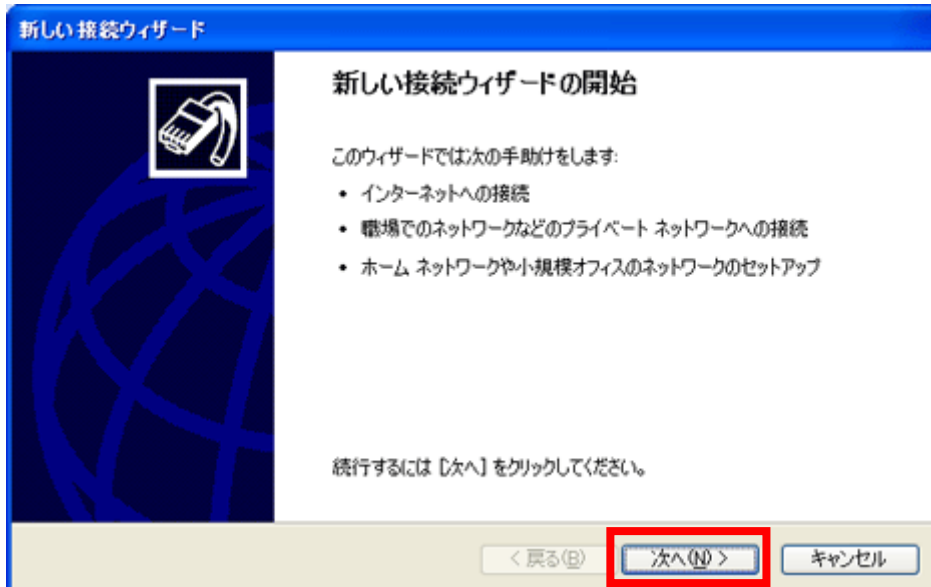 新しい接続ウィザード
新しい接続ウィザードの開始
このウィザードでは次の手助けをします:
• インターネットへの接続
• 職場でのネットワークなどのプライベート ネットワークへの接続
• ホーム ネットワークや小規模オフィスのネットワークのセットアップ
続行するには [次へ] をクリックしてください。
< 戻る(B) 次へ(N) > キャンセル